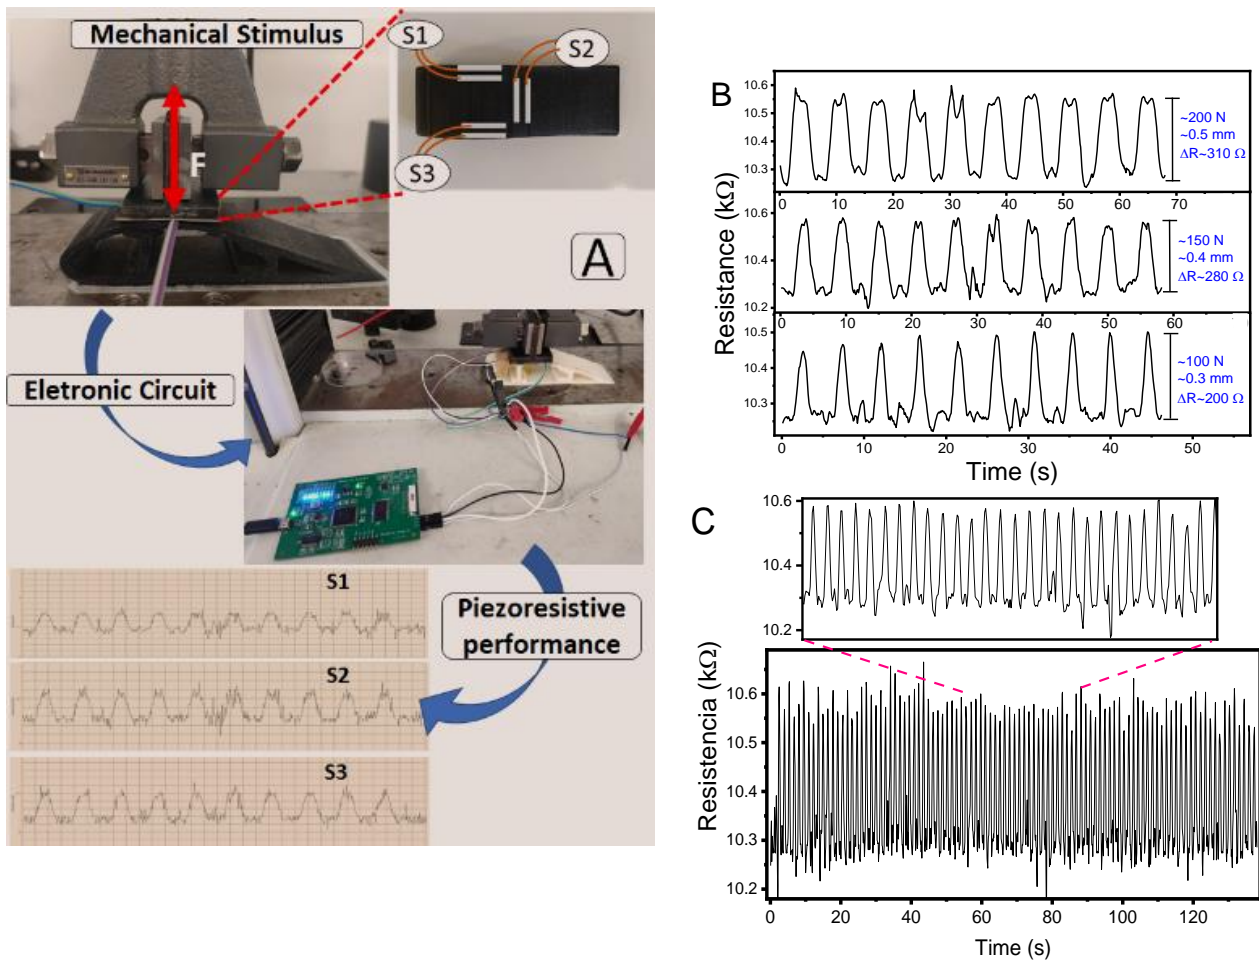 Mechanical Stimulus
S1
S2
S3
F
A
Eletronic Circuit
Piezoresistive
performance
S1
S2
S3
B
Resistance (kΩ)
10.6
10.5
10.4
10.3
0 10 20 30 40 50 60 70 80
~200 N
~0.5 mm
ΔR~310 Ω
10.6
10.4
10.2
0 10 20 30 40 50 60 70
~150 N
~0.4 mm
ΔR~280 Ω
10.5
10.4
10.3
0 10 20 30 40 50
~100 N
~0.3 mm
ΔR~200 Ω
Time (s)
C
10.6
10.4
10.2
Resistencia (kΩ)
10.6
10.5
10.4
10.3
10.2
0 20 40 60 80 100 120
Time (s)